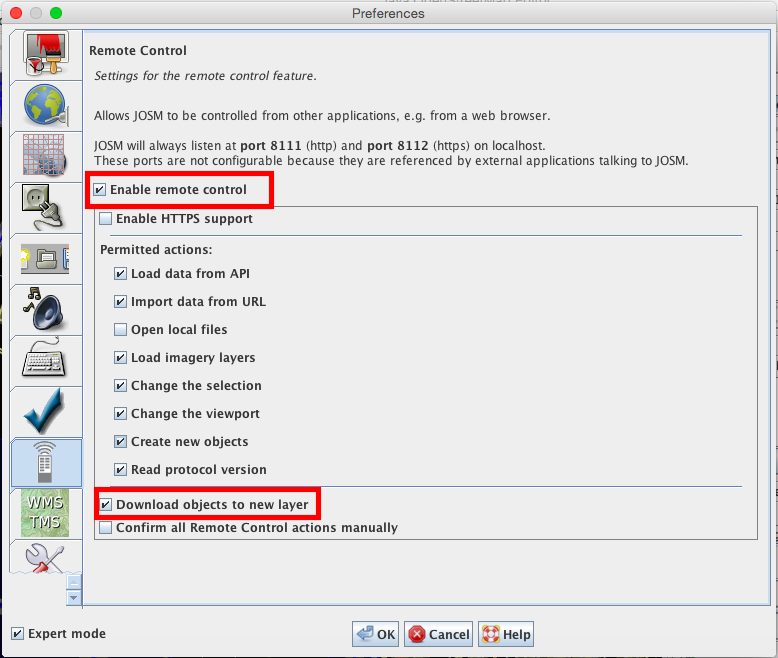 Preferences
Remote Control
Settings for the remote control feature.
Allows JOSM to be controlled from other applications, e.g. from a web browser.
JOSM will always listen at port 8111 (http) and port 8112 (https) on localhost.
These ports are not configurable because they are referenced by external applications talking to JOSM.
Enable remote control
Enable HTTPS support
Permitted actions:
Load data from API
Import data from URL
Open local files
Load imagery layers
Change the selection
Change the viewport
Create new objects
Read protocol version
WMS
TMS
Download objects to new layer
Confirm all Remote Control actions manually
Expert mode
OK
Cancel
Help